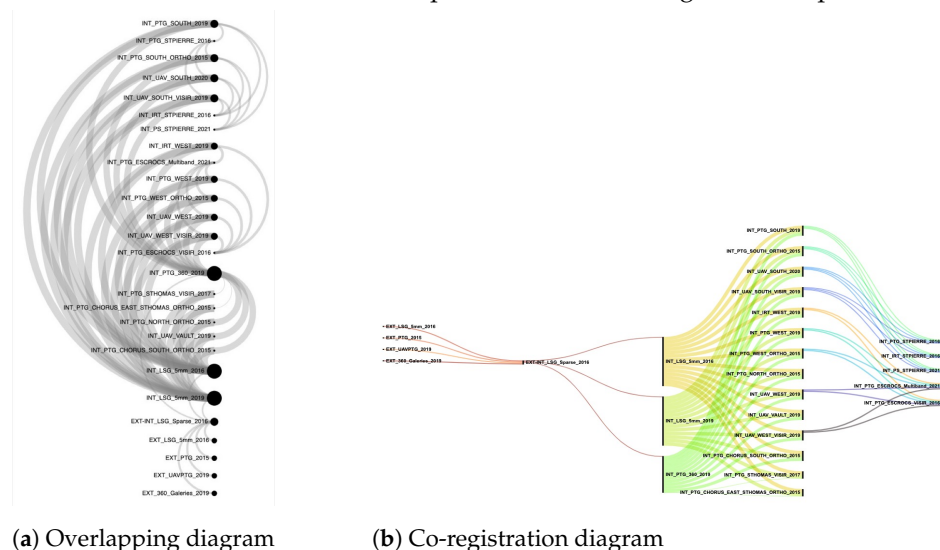 INT_PTG_SOUTH_2019
INT_PTG_STPIERRE_2016
INT_PTG_SOUTH_ORTHO_2015
INT_UAV_SOUTH_2020
INT_UAV_SOUTH_VISIR_2019
INT_IRT_STPIERRE_2016
INT_PS_STPIERRE_2021
INT_IRT_WEST_2019
INT_PTG_ESCROCS_Multiband_2021
INT_PTG_WEST_2019
INT_PTG_WEST_ORTHO_2015
INT_UAV_WEST_2019
INT_UAV_WEST_VISIR_2019
INT_PTG_ESCROCS_VISIR_2016
INT_PTG_360_2019
INT_PTG_STHOMAS_VISIR_2017
INT_PTG_CHORUS_EAST_STHOMAS_ORTHO_2015
INT_PTG_NORTH_ORTHO_2015
INT_UAV_VAULT_2019
INT_PTG_CHORUS_SOUTH_ORTHO_2015
INT_LSG_5mm_2016
INT_LSG_5mm_2019
EXT-INT_LSG_Sparse_2016
EXT_LSG_5mm_2016
EXT_PTG_2015
EXT_UAVPTG_2019
EXT_360_Galeries_2019
(a) Overlapping diagram
EXT_LSG_5mm_2016
EXT_PTG_2015
EXT_UAVPTG_2019
EXT_360_Galeries_2019
EXT-INT_LSG_Sparse_2016
INT_LSG_5mm_2016
INT_LSG_5mm_2019
INT_PTG_360_2019
INT_PTG_SOUTH_2019
INT_PTG_SOUTH_ORTHO_2015
INT_UAV_SOUTH_2020
INT_UAV_SOUTH_VISIR_2019
INT_IRT_WEST_2019
INT_PTG_WEST_2019
INT_PTG_WEST_ORTHO_2015
INT_PTG_NORTH_ORTHO_2015
INT_UAV_WEST_2019
INT_UAV_VAULT_2019
INT_UAV_WEST_VISIR_2019
INT_PTG_CHORUS_SOUTH_ORTHO_2015
INT_PTG_STHOMAS_VISIR_2017
INT_PTG_CHORUS_EAST_STHOMAS_ORTHO_2015
INT_PTG_STPIERRE_2016
INT_IRT_STPIERRE_2016
INT_PS_STPIERRE_2021
INT_PTG_ESCROCS_Multiband_2021
INT_PTG_ESCROCS_VISIR_2016
(b) Co-registration diagram